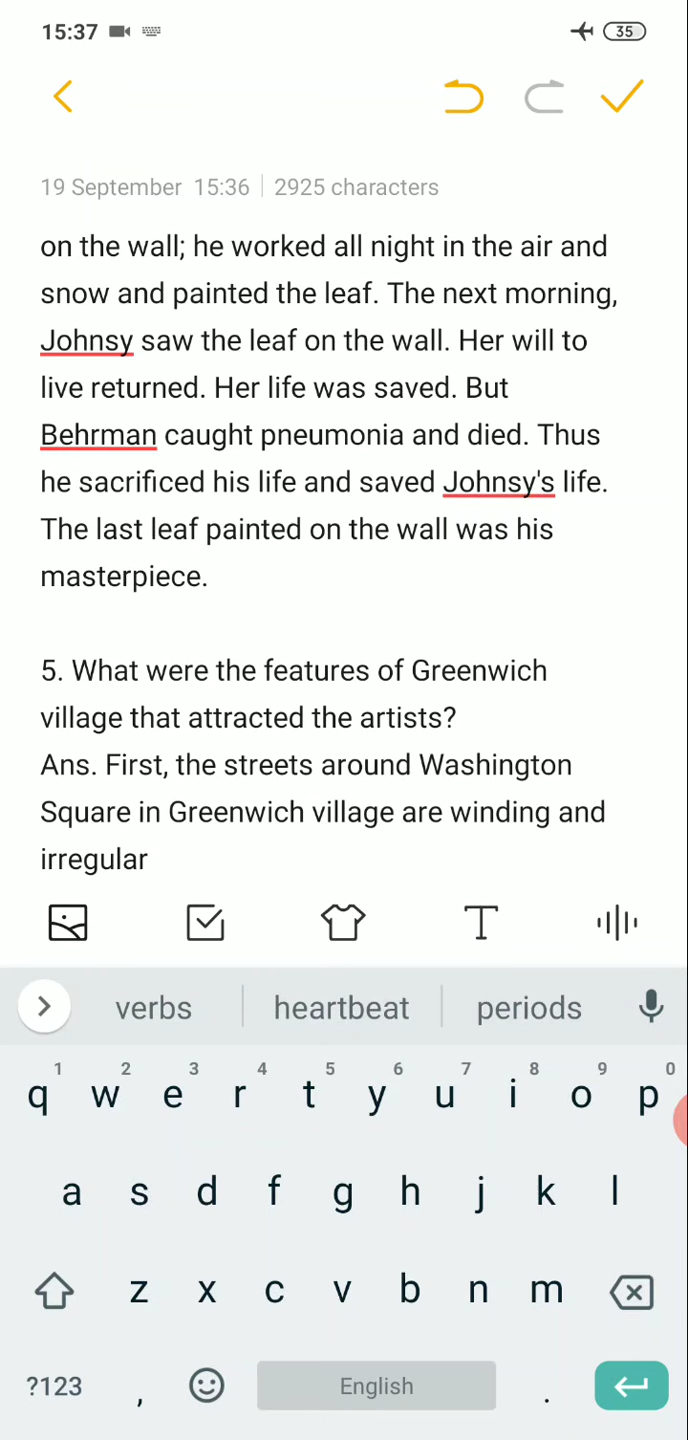 15:37 35
19 September 15:36 | 2925 characters
on the wall; he worked all night in the air and
snow and painted the leaf. The next morning,
Johnsy saw the leaf on the wall. Her will to
live returned. Her life was saved. But
Behrman caught pneumonia and died. Thus
he sacrificed his life and saved Johnsy's life.
The last leaf painted on the wall was his
masterpiece.
5. What were the features of Greenwich
village that attracted the artists?
Ans. First, the streets around Washington
Square in Greenwich village are winding and
irregular
T
verbs heartbeat periods
1 2 3 4 5 6 7 8 9 0
q w e r t y u i o p
a s d f g h j k l
z x c v b n m
?123 , English .